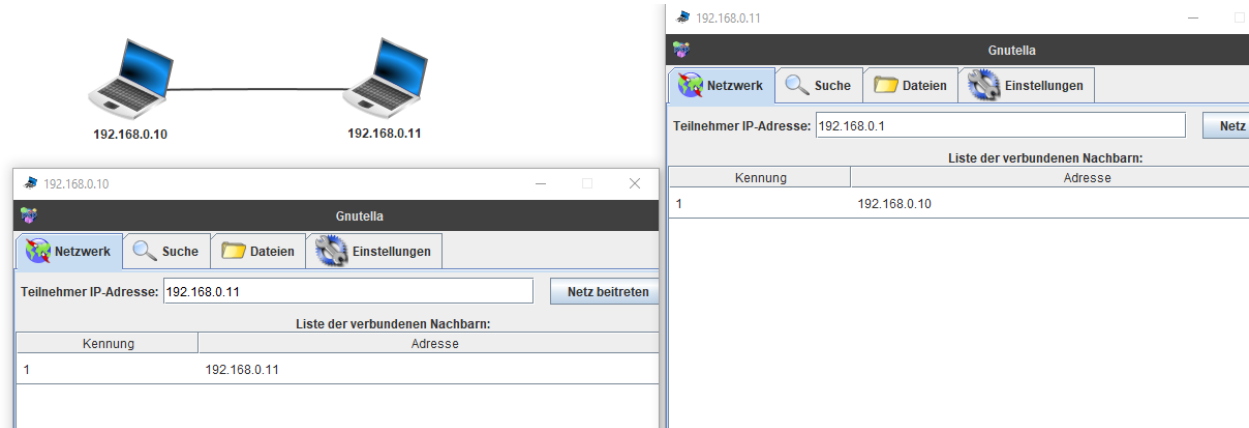 192.168.0.10
192.168.0.11
192.168.0.10
Gnutella
Netzwerk
Suche
Dateien
Einstellungen
Teilnehmer IP-Adresse: 192.168.0.11
Netz beitreten
Liste der verbundenen Nachbarn:
Kennung Adresse
1 192.168.0.11
192.168.0.11
Gnutella
Netzwerk
Suche
Dateien
Einstellungen
Teilnehmer IP-Adresse: 192.168.0.1
Netz
Liste der verbundenen Nachbarn:
Kennung Adresse
1 192.168.0.10